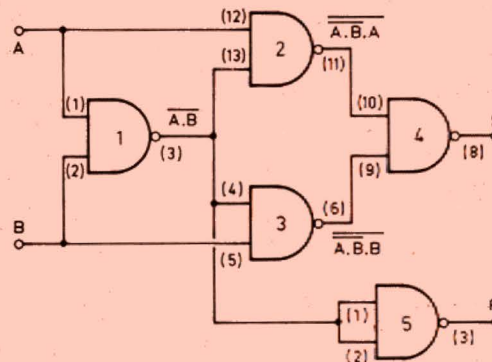 (12) A̅.̅B̅.A̅
A (13) 2 (11)
(1) A̅.̅B̅ (10)
1 (3) 4 (8)
(2) (9)
(4) (6)
B 3
(5) A̅.̅B̅.B̅
(1)
5 (3)
(2)